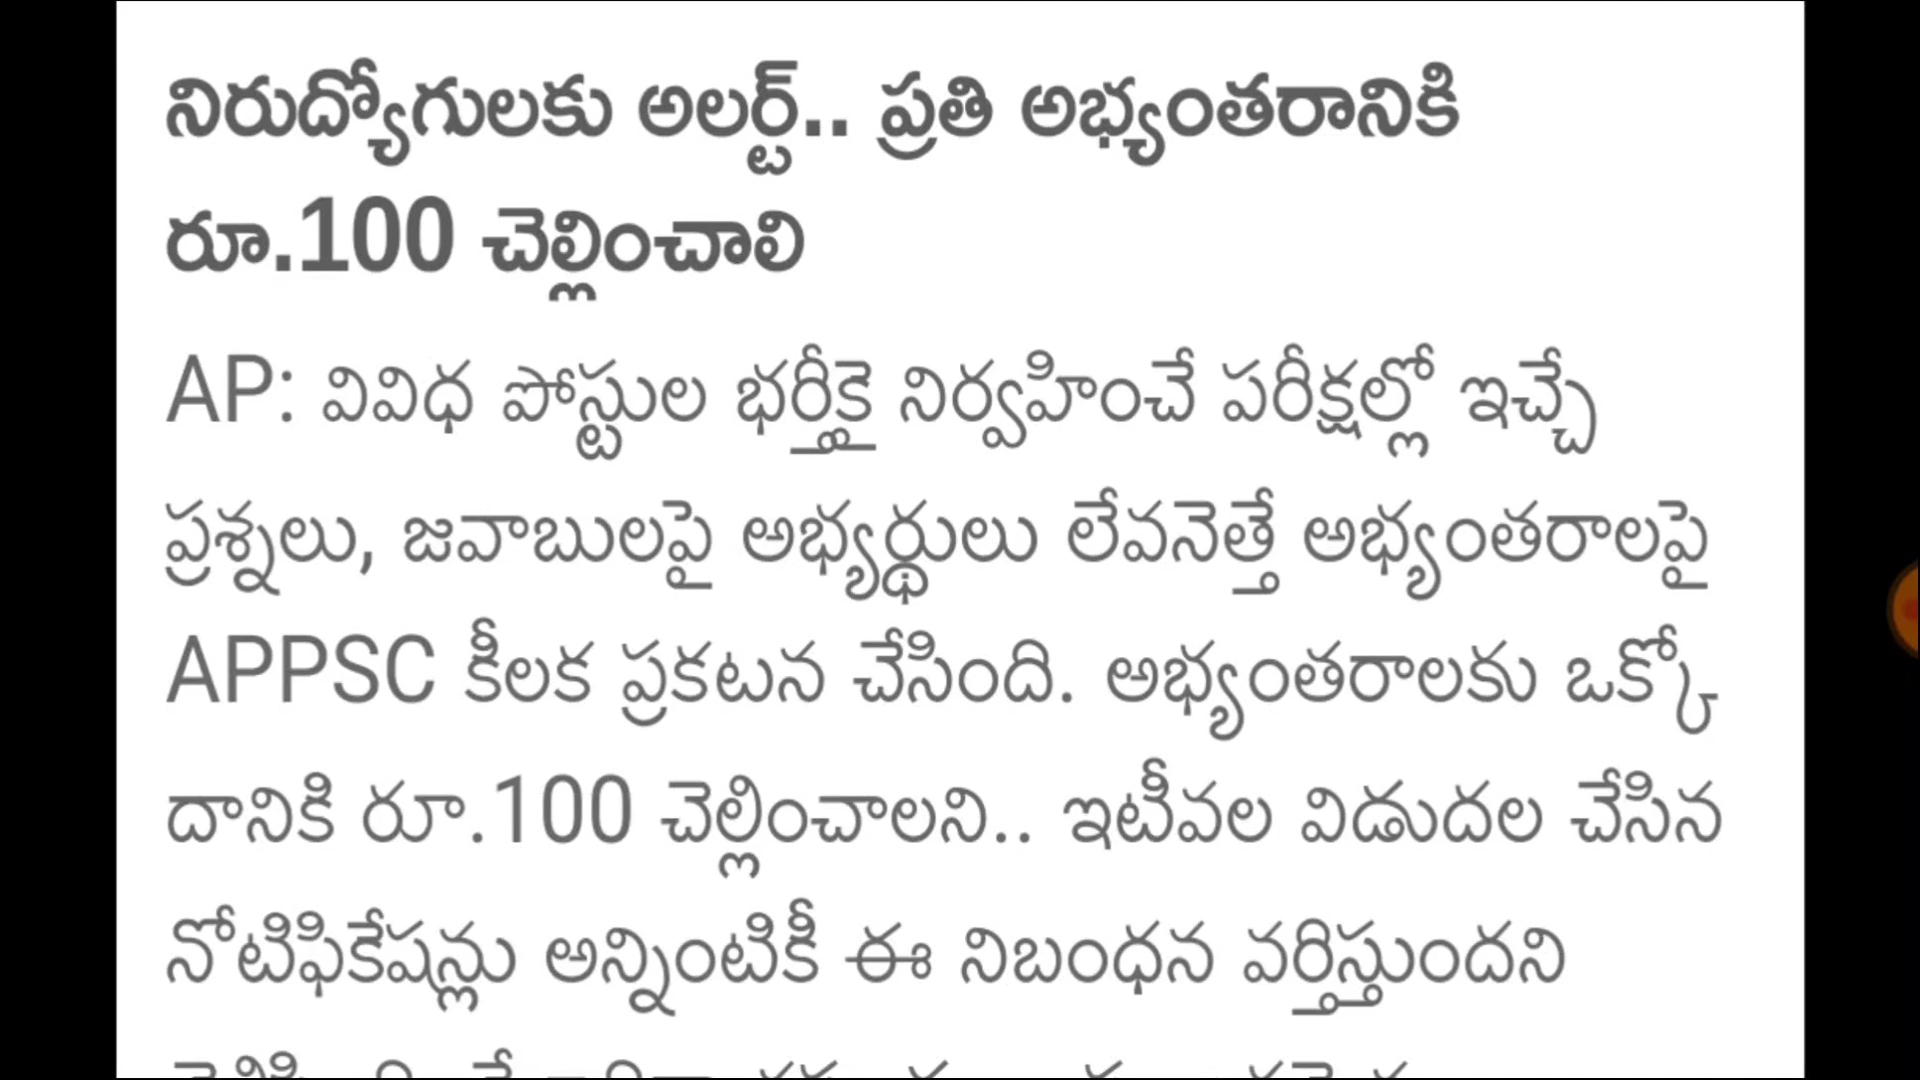 నిరుద్యోగులకు అలర్ట్.. ప్రతి అభ్యంతరానికి
రూ.100 చెల్లించాలి
AP: వివిధ పోస్టుల భర్తీకై నిర్వహించే పరీక్షల్లో ఇచ్చే
ప్రశ్నలు, జవాబులపై అభ్యర్థులు లేవనెత్తే అభ్యంతరాలపై
APPSC కీలక ప్రకటన చేసింది. అభ్యంతరాలకు ఒక్కో
దానికి రూ.100 చెల్లించాలని.. ఇటీవల విడుదల చేసిన
నోటిఫికేషన్లు అన్నింటికీ ఈ నిబంధన వర్తిస్తుందని